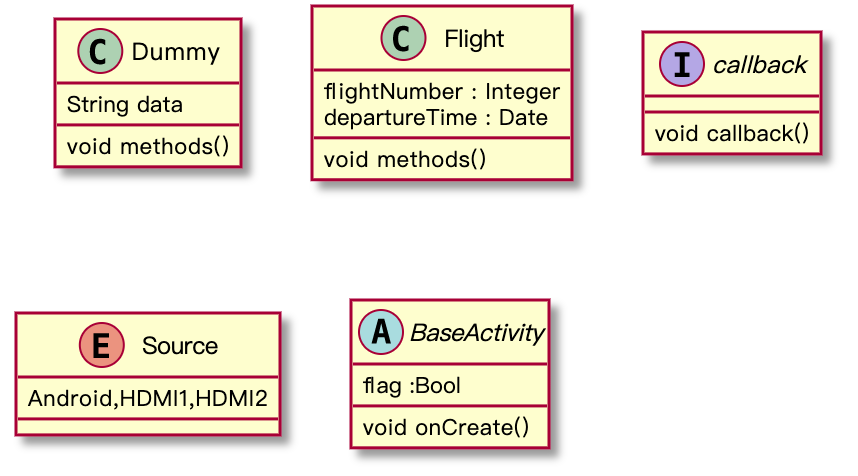 C Dummy
String data
void methods()
C Flight
flightNumber : Integer
departureTime : Date
void methods()
I callback
void callback()
E Source
Android,HDMI1,HDMI2
A BaseActivity
flag :Bool
void onCreate()